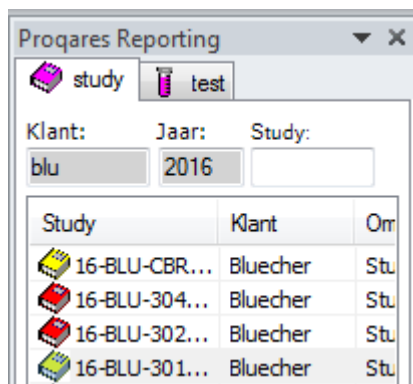 Proqares Reporting
study test
Klant: Jaar: Study:
blu 2016
Study Klant Om
16-BLU-CBR... Bluecher Stu
16-BLU-304... Bluecher Stu
16-BLU-302... Bluecher Stu
16-BLU-301... Bluecher Stu